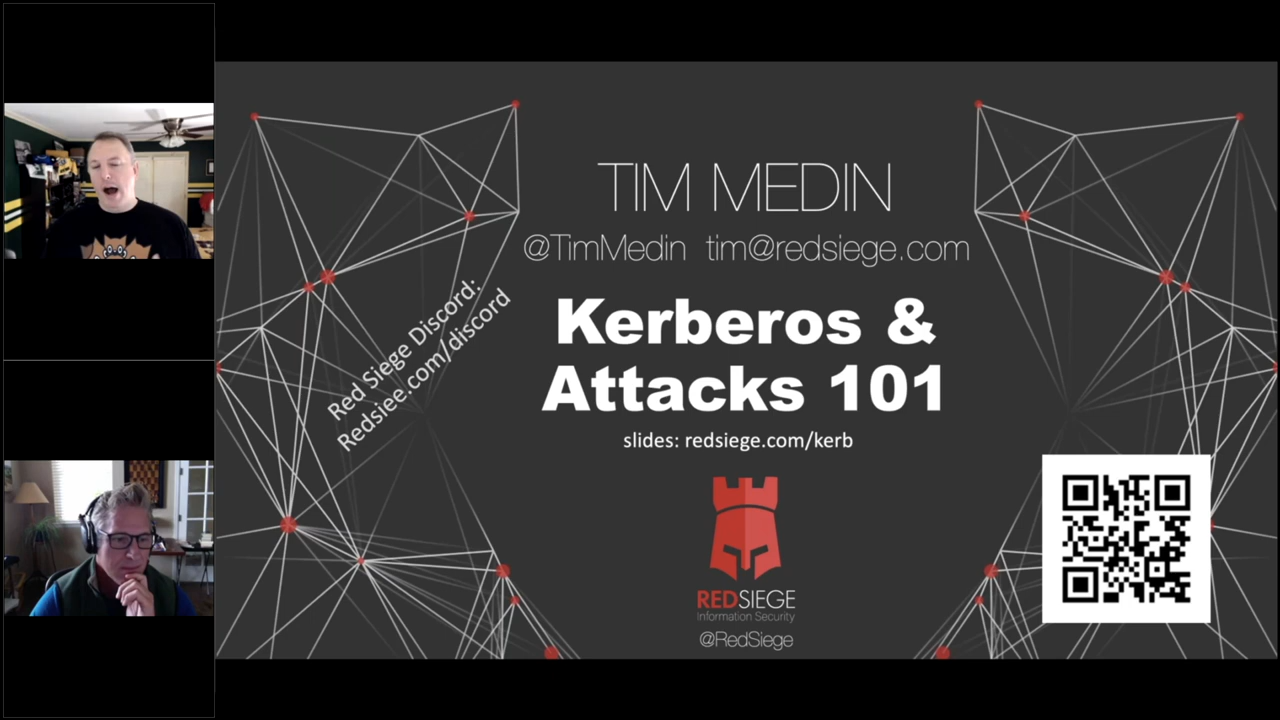 TIM MEDIN
@TimMedin tim@redsiege.com
Red Siege Discord:
Redsiee.com/discord
Kerberos &
Attacks 101
slides: redsiege.com/kerb
REDSIEGE
Information Security
@RedSiege